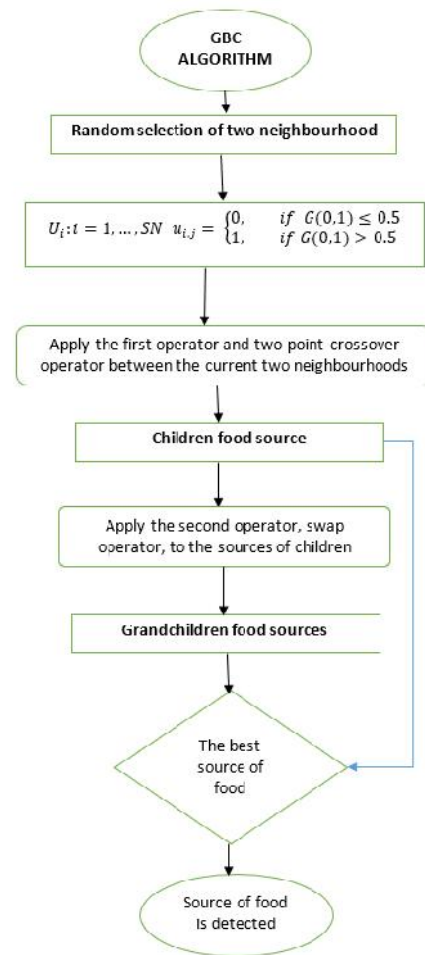 GBC
ALGORITHM
Random selection of two neighbourhood
U_i: i = 1, …, SN u_{i.j} = {0, if G(0,1) ≤ 0.5
1, if G(0,1) > 0.5
Apply the first operator and two point crossover
operator between the current two neighbourhoods
Children food source
Apply the second operator, swap
operator, to the sources of children
Grandchildren food sources
The best
source of
food
Source of food
Is detected